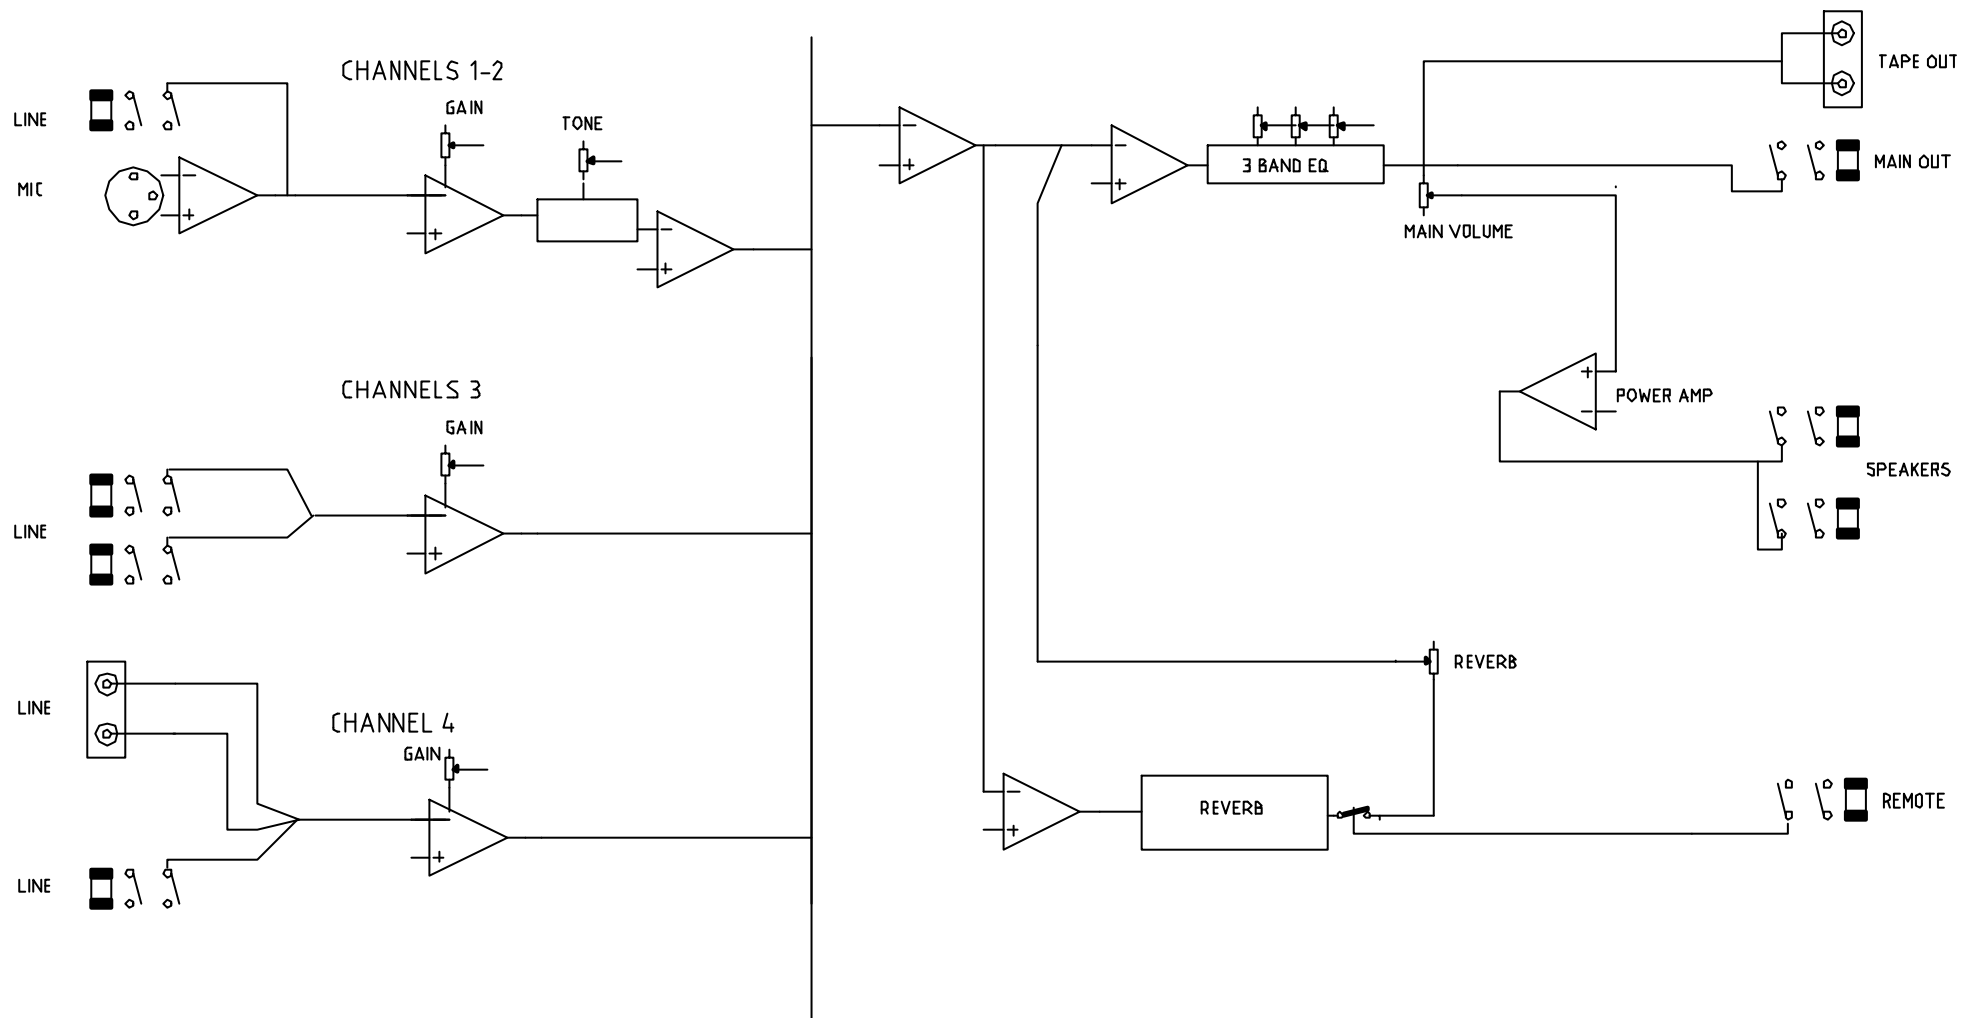 CHANNELS 1-2
GAIN
TONE
LINE
MIC
CHANNELS 3
GAIN
LINE
LINE
CHANNEL 4
GAIN
LINE
TAPE OUT
3 BAND EQ
MAIN OUT
MAIN VOLUME
POWER AMP
SPEAKERS
REVERB
REVERB
REMOTE